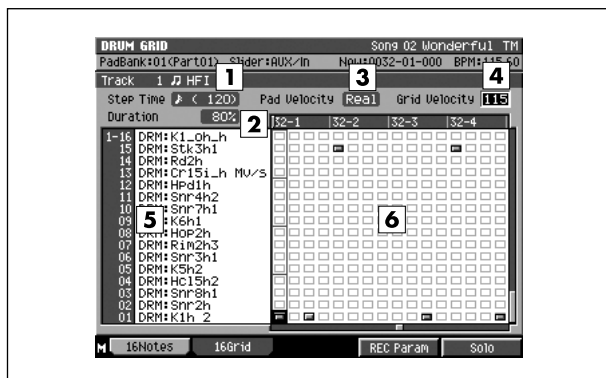 DRUM GRID Song 02 Wonderful TM
PadBank:01(Part01) Slider:AUX/In Now:0032-01-000 BPM:115.60
Track 1 HFI 1 3 4
Step Time ( 120) Pad Velocity Real Grid Velocity 115
Duration 80% 2 32-1 32-2 32-3 32-4
1-16 DRM:K1_oh_h
15 DRM:Stk3h1
14 DRM:Rd2h
13 DRM:Cr15i_h MV/s
12 DRM:HPd1h
11 DRM:Snr4h2
10 DRM:Snr7h1
09 DRM:K6h1
5 6
08 DRM:HOP2h
07 DRM:Rim2h3
06 DRM:Snr3h1
05 DRM:K5h2
04 DRM:Hcl5h2
03 DRM:Snr8h1
02 DRM:Snr2h
01 DRM:K1h 2
M 16Notes 16Grid REC Param Solo